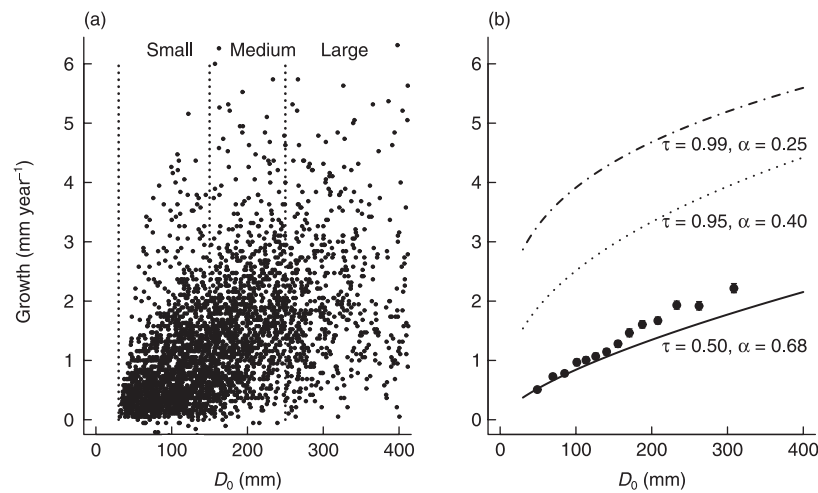 (a)
Small Medium Large
Growth (mm year⁻¹)
6
5
4
3
2
1
0
0 100 200 300 400
D₀ (mm)
(b)
6
5
4
3
2
1
0
τ = 0.99, α = 0.25
τ = 0.95, α = 0.40
τ = 0.50, α = 0.68
0 100 200 300 400
D₀ (mm)